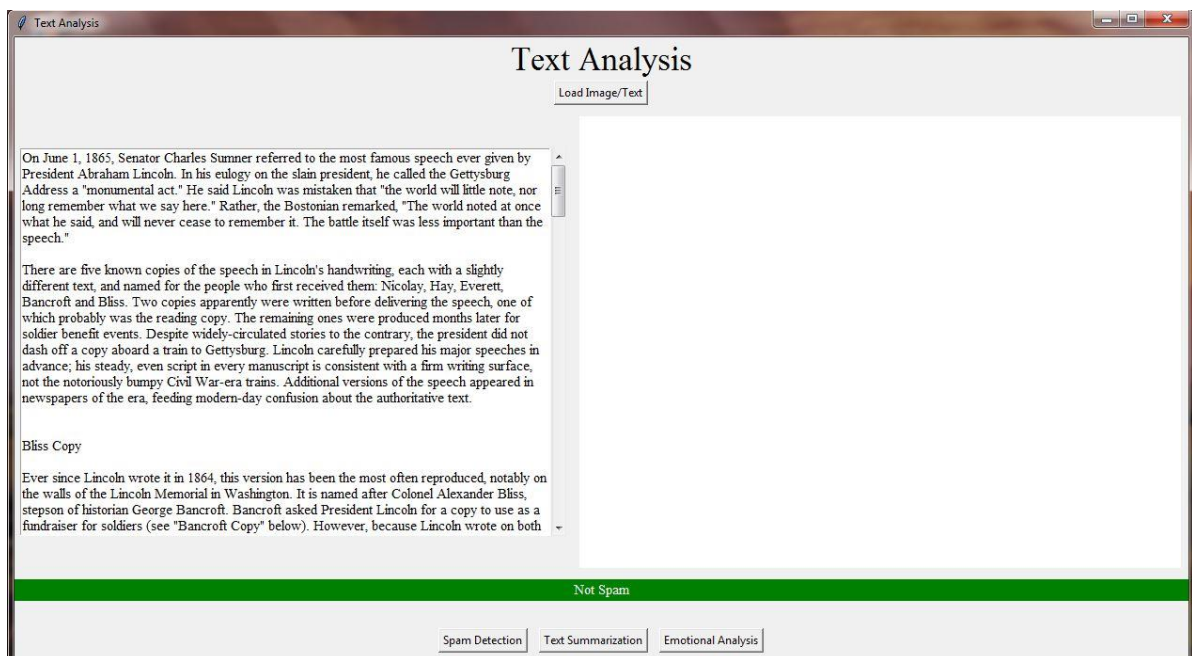 Text Analysis
Text Analysis
Load Image/Text
On June 1, 1865, Senator Charles Sumner referred to the most famous speech ever given by
President Abraham Lincoln. In his eulogy on the slain president, he called the Gettysburg
Address a "monumental act." He said Lincoln was mistaken that "the world will little note, nor
long remember what we say here." Rather, the Bostonian remarked, "The world noted at once
what he said, and will never cease to remember it. The battle itself was less important than the
speech."
There are five known copies of the speech in Lincoln's handwriting, each with a slightly
different text, and named for the people who first received them: Nicolay, Hay, Everett,
Bancroft and Bliss. Two copies apparently were written before delivering the speech, one of
which probably was the reading copy. The remaining ones were produced months later for
soldier benefit events. Despite widely-circulated stories to the contrary, the president did not
dash off a copy aboard a train to Gettysburg. Lincoln carefully prepared his major speeches in
advance; his steady, even script in every manuscript is consistent with a firm writing surface,
not the notoriously bumpy Civil War-era trains. Additional versions of the speech appeared in
newspapers of the era, feeding modern-day confusion about the authoritative text.
Bliss Copy
Ever since Lincoln wrote it in 1864, this version has been the most often reproduced, notably on
the walls of the Lincoln Memorial in Washington. It is named after Colonel Alexander Bliss,
stepson of historian George Bancroft. Bancroft asked President Lincoln for a copy to use as a
fundraiser for soldiers (see "Bancroft Copy" below). However, because Lincoln wrote on both
Not Spam
Spam Detection
Text Summarization
Emotional Analysis